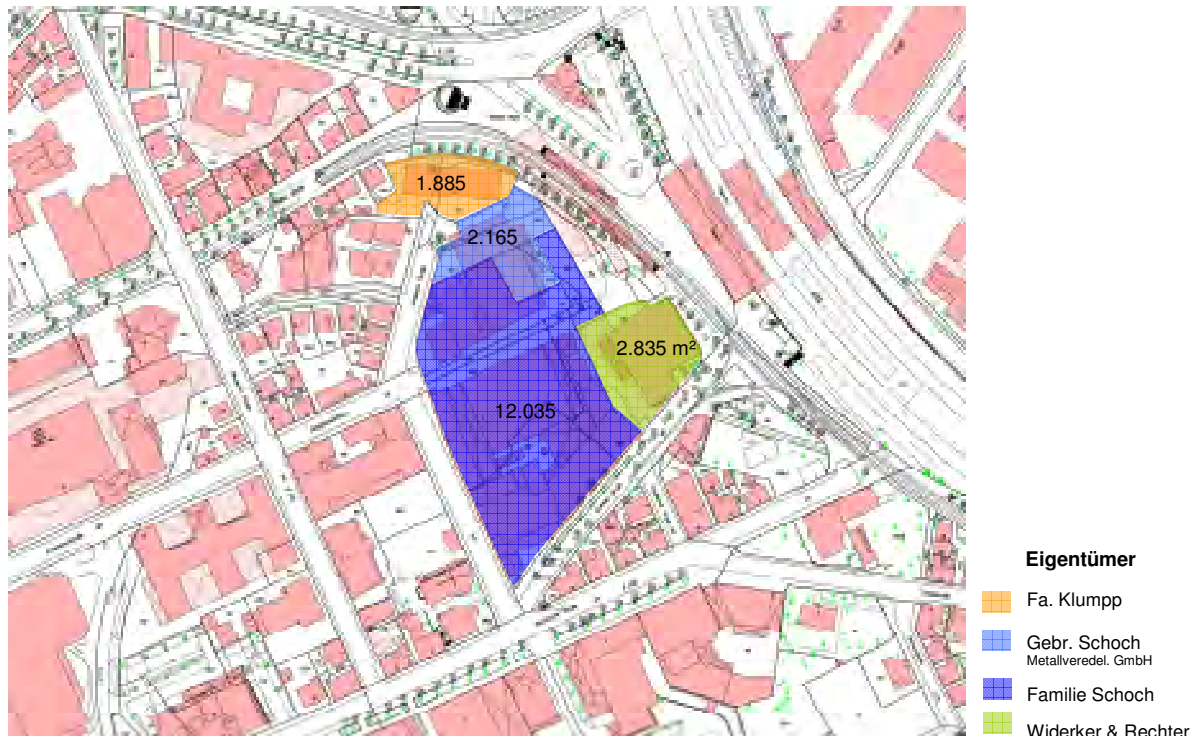 1.885
2.165
2.835 m²
12.035
Eigentümer
Fa. Klumpp
Gebr. Schoch
Metallveredel. GmbH
Familie Schoch
Widerker & Rechter